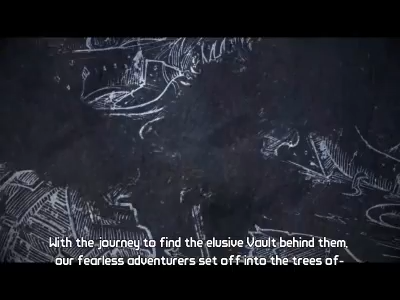 With the journey to find the elusive Vault behind them,
our fearless adventurers set off into the trees of-